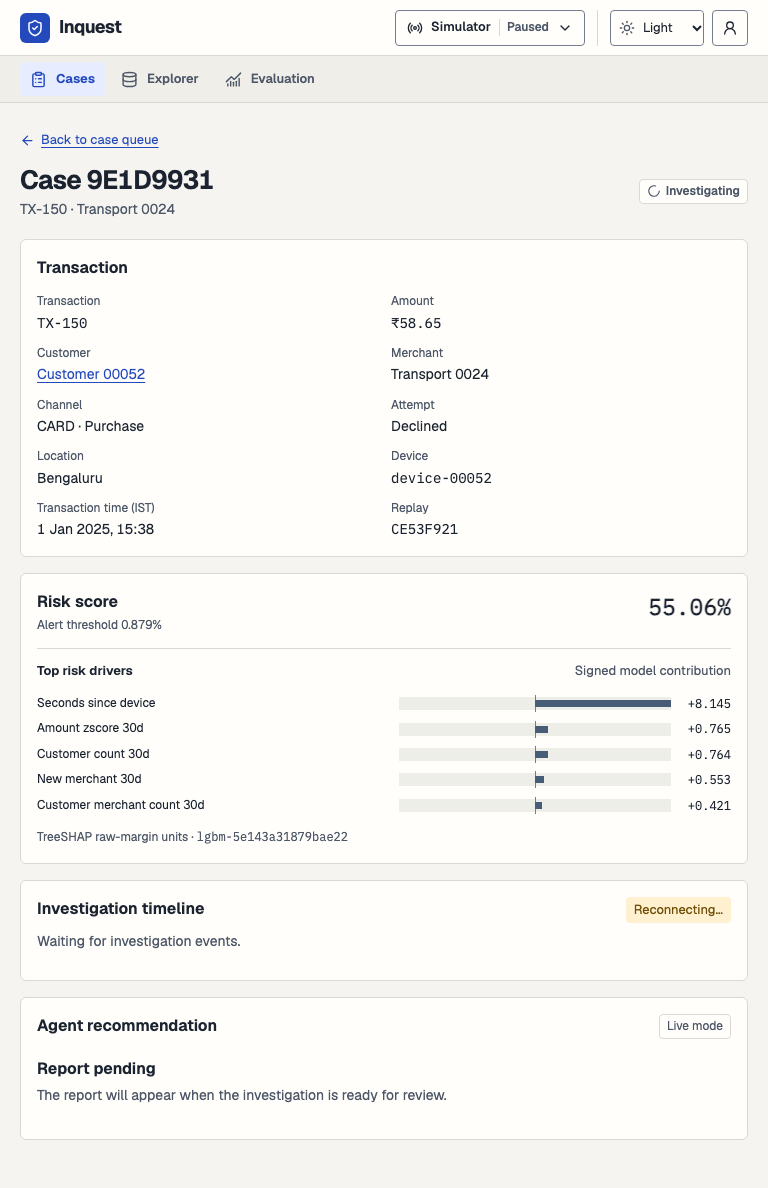 Inquest
Simulator Paused
Light
Cases
Explorer
Evaluation
Back to case queue
Case 9E1D9931
TX-150 · Transport 0024
Investigating
Transaction
Transaction
TX-150
Amount
₹58.65
Customer
Customer 00052
Merchant
Transport 0024
Channel
CARD · Purchase
Attempt
Declined
Location
Bengaluru
Device
device-00052
Transaction time (IST)
1 Jan 2025, 15:38
Replay
CE53F921
Risk score
55.06%
Alert threshold 0.879%
Top risk drivers
Signed model contribution
Seconds since device +8.145
Amount zscore 30d +0.765
Customer count 30d +0.764
New merchant 30d +0.553
Customer merchant count 30d +0.421
TreeSHAP raw-margin units · lgbm-5e143a31879bae22
Investigation timeline
Reconnecting…
Waiting for investigation events.
Agent recommendation
Live mode
Report pending
The report will appear when the investigation is ready for review.